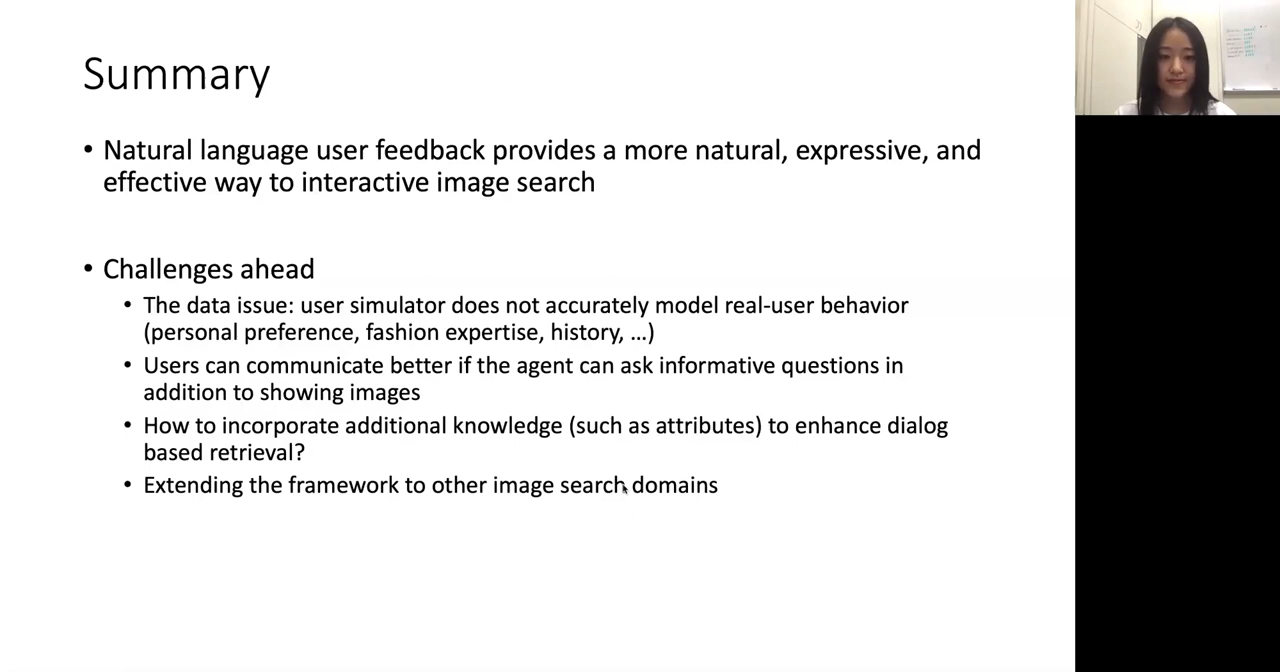 Summary
• Natural language user feedback provides a more natural, expressive, and
effective way to interactive image search
• Challenges ahead
• The data issue: user simulator does not accurately model real-user behavior
(personal preference, fashion expertise, history, …)
• Users can communicate better if the agent can ask informative questions in
addition to showing images
• How to incorporate additional knowledge (such as attributes) to enhance dialog
based retrieval?
• Extending the framework to other image search domains